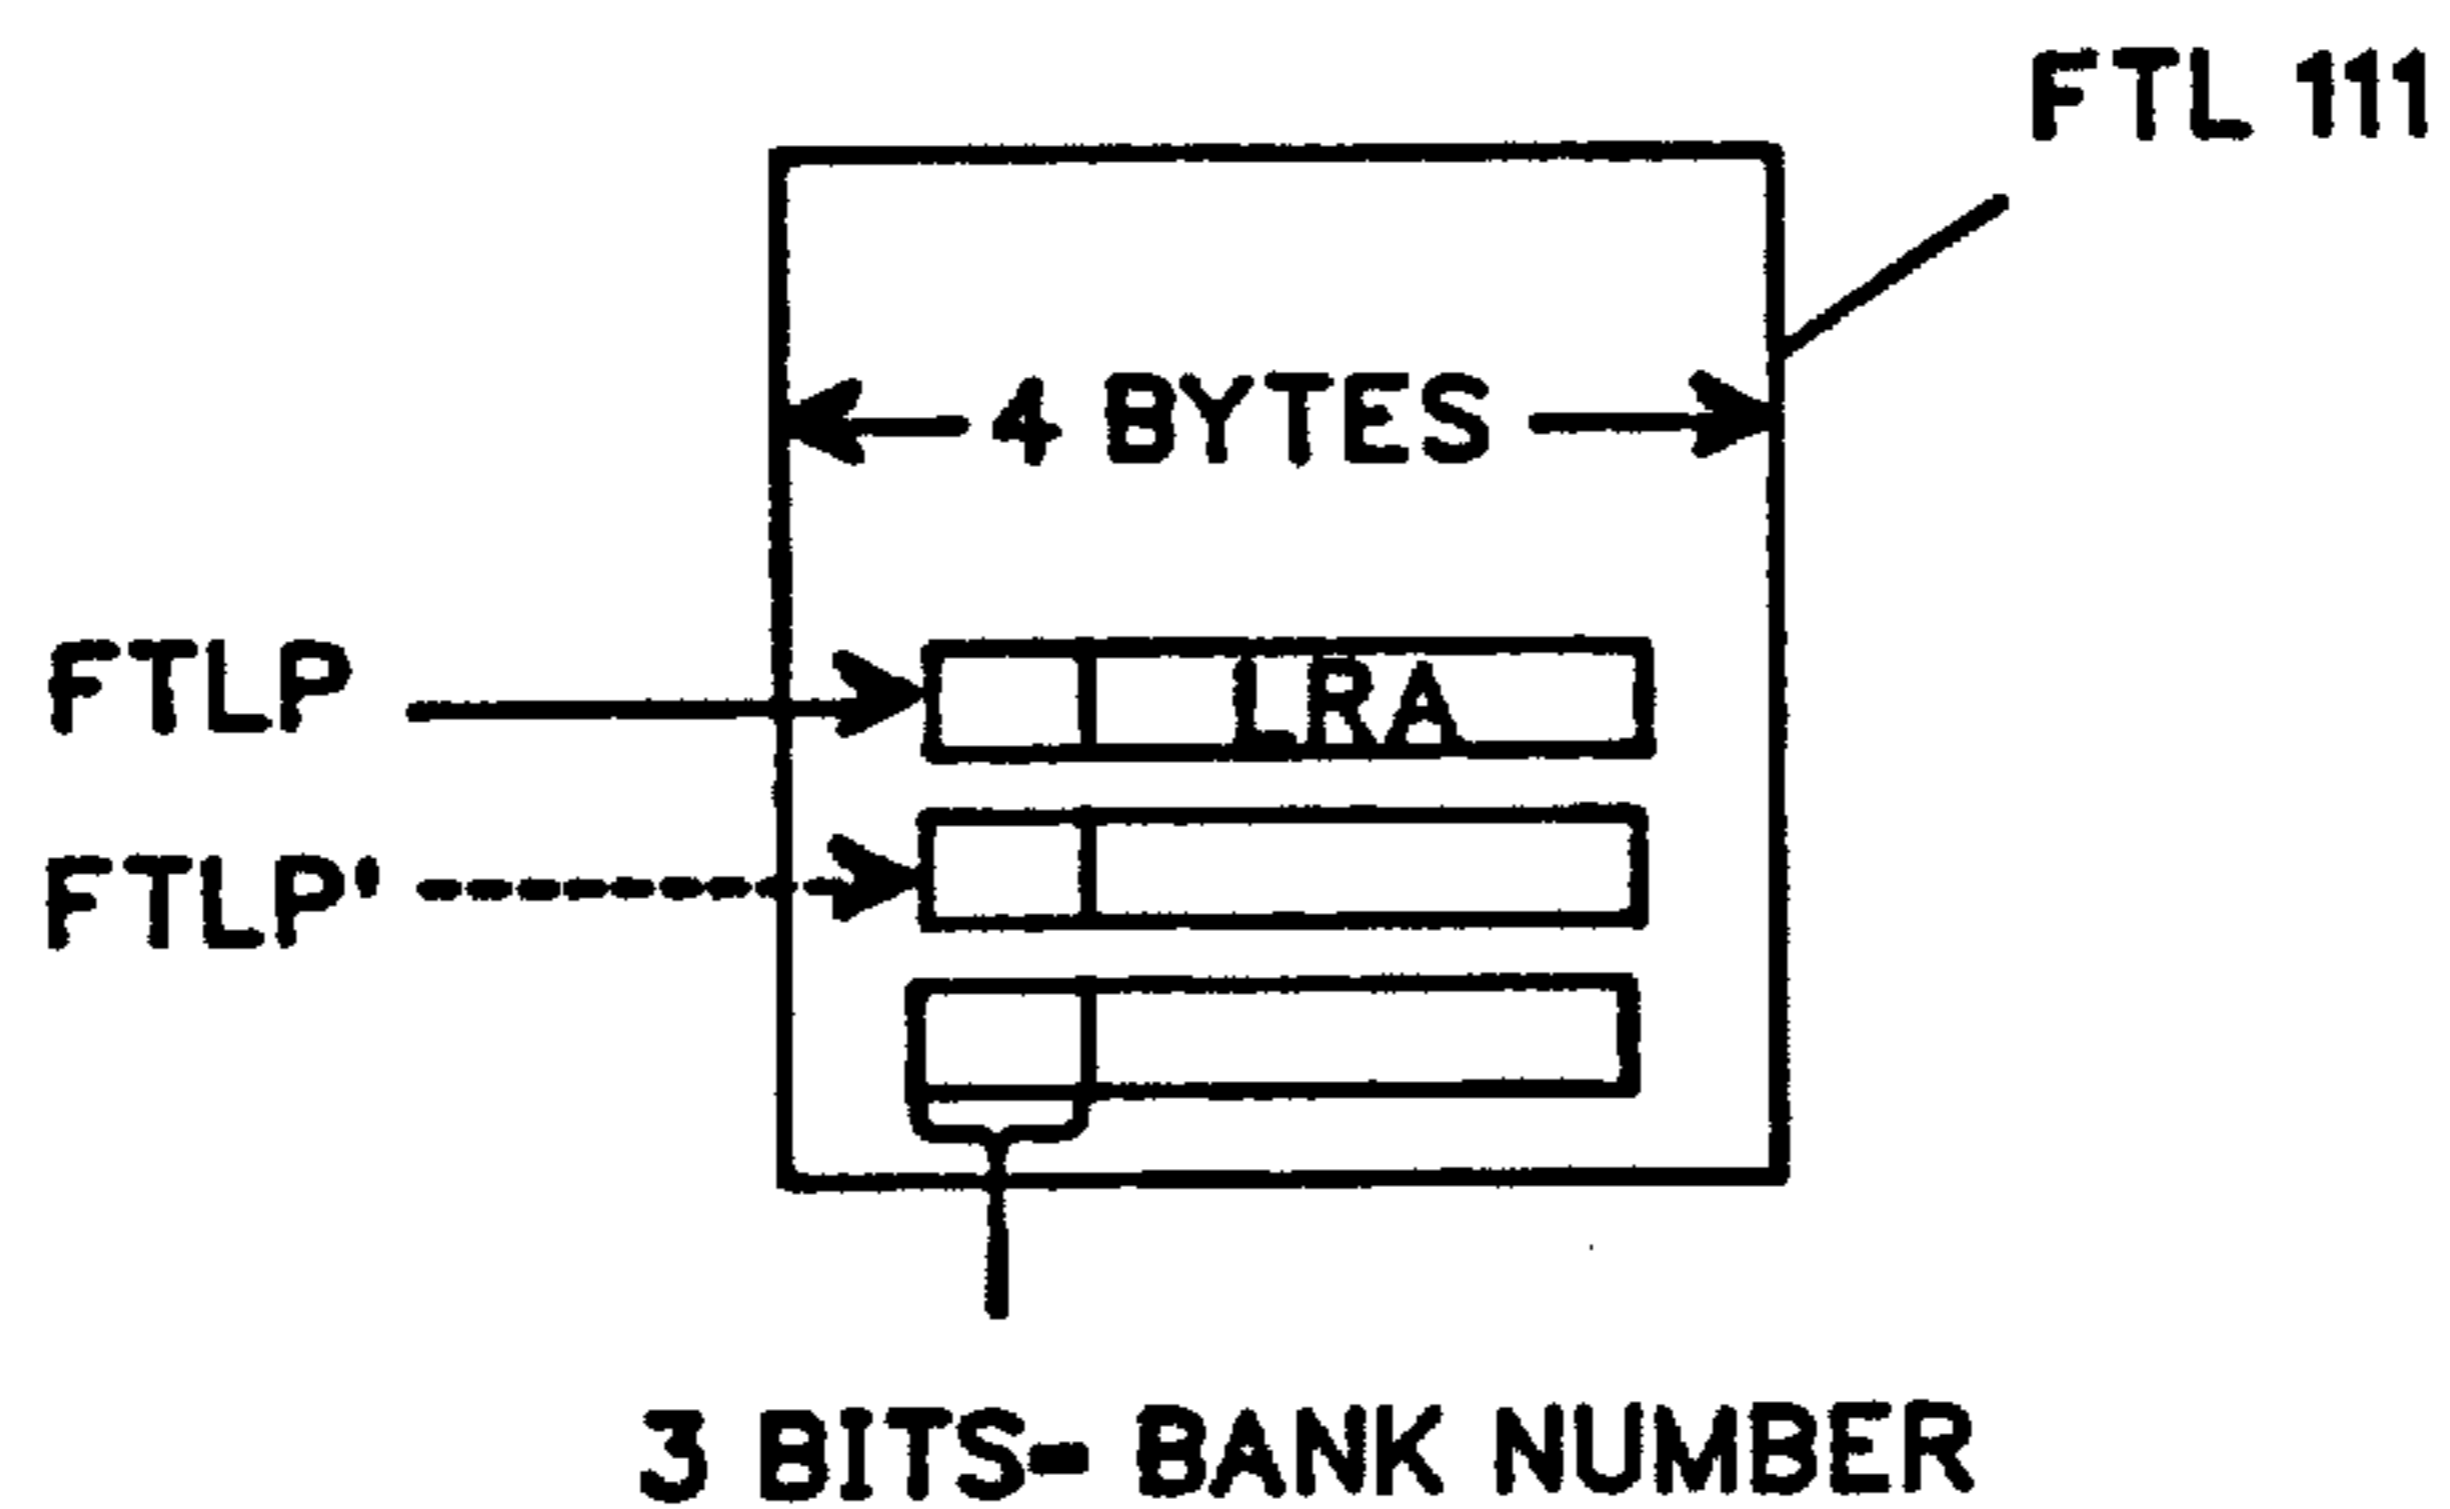 FTL 111
4 BYTES
FTLP
LRA
FTLP'
3 BITS- BANK NUMBER